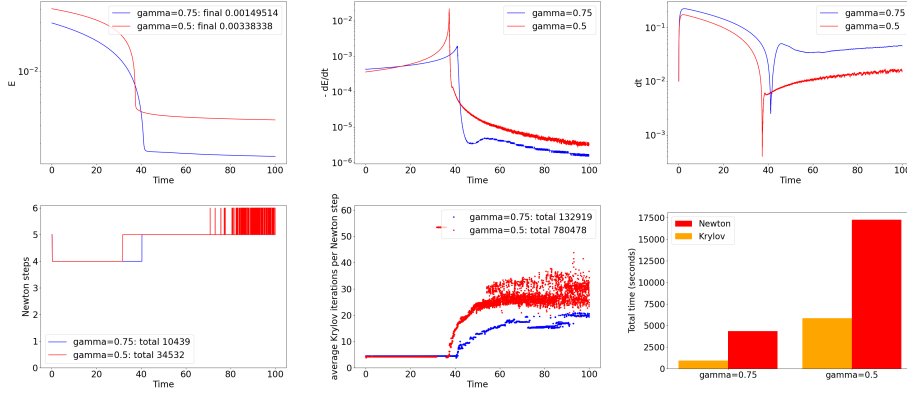 gamma=0.75: final 0.00149514
gamma=0.5: final 0.00338338
10⁻²
E
0 20 40 60 80 100
Time
gamma=0.75
gamma=0.5
10⁻²
10⁻³
10⁻⁴
10⁻⁵
10⁻⁶
- dE/dt
0 20 40 60 80 100
Time
gamma=0.75
gamma=0.5
10⁻¹
10⁻²
10⁻³
dt
0 20 40 60 80 100
Time
6
5
4
3
2
1
0
Newton steps
gamma=0.75: total 10439
gamma=0.5: total 34532
0 20 40 60 80 100
Time
60
50
40
30
20
10
0
average Krylov iterations per Newton step
gamma=0.75: total 132919
gamma=0.5: total 780478
0 20 40 60 80 100
Time
17500
15000
12500
10000
7500
5000
2500
0
Total time (seconds)
Newton
Krylov
gamma=0.75 gamma=0.5